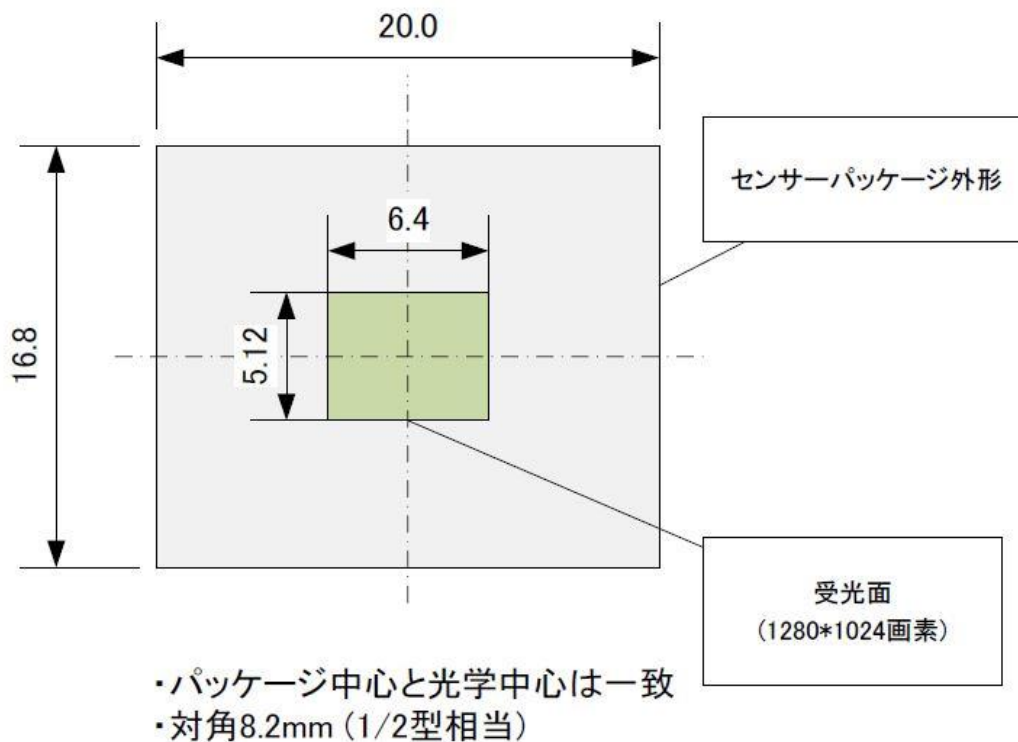 20.0
センサーパッケージ外形
6.4
16.8
5.12
受光面
(1280*1024画素)
・パッケージ中心と光学中心は一致
・対角8.2mm (1/2型相当)